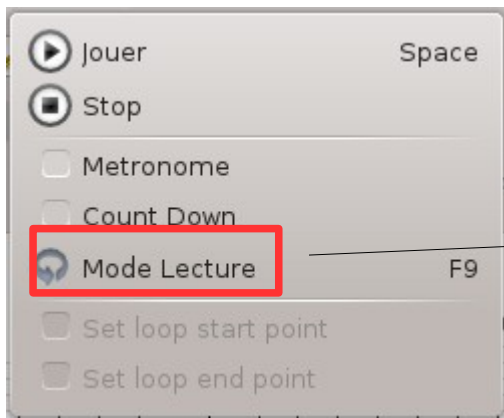 Jouer Space
Stop
Metronome
Count Down
Mode Lecture F9
Set loop start point
Set loop end point